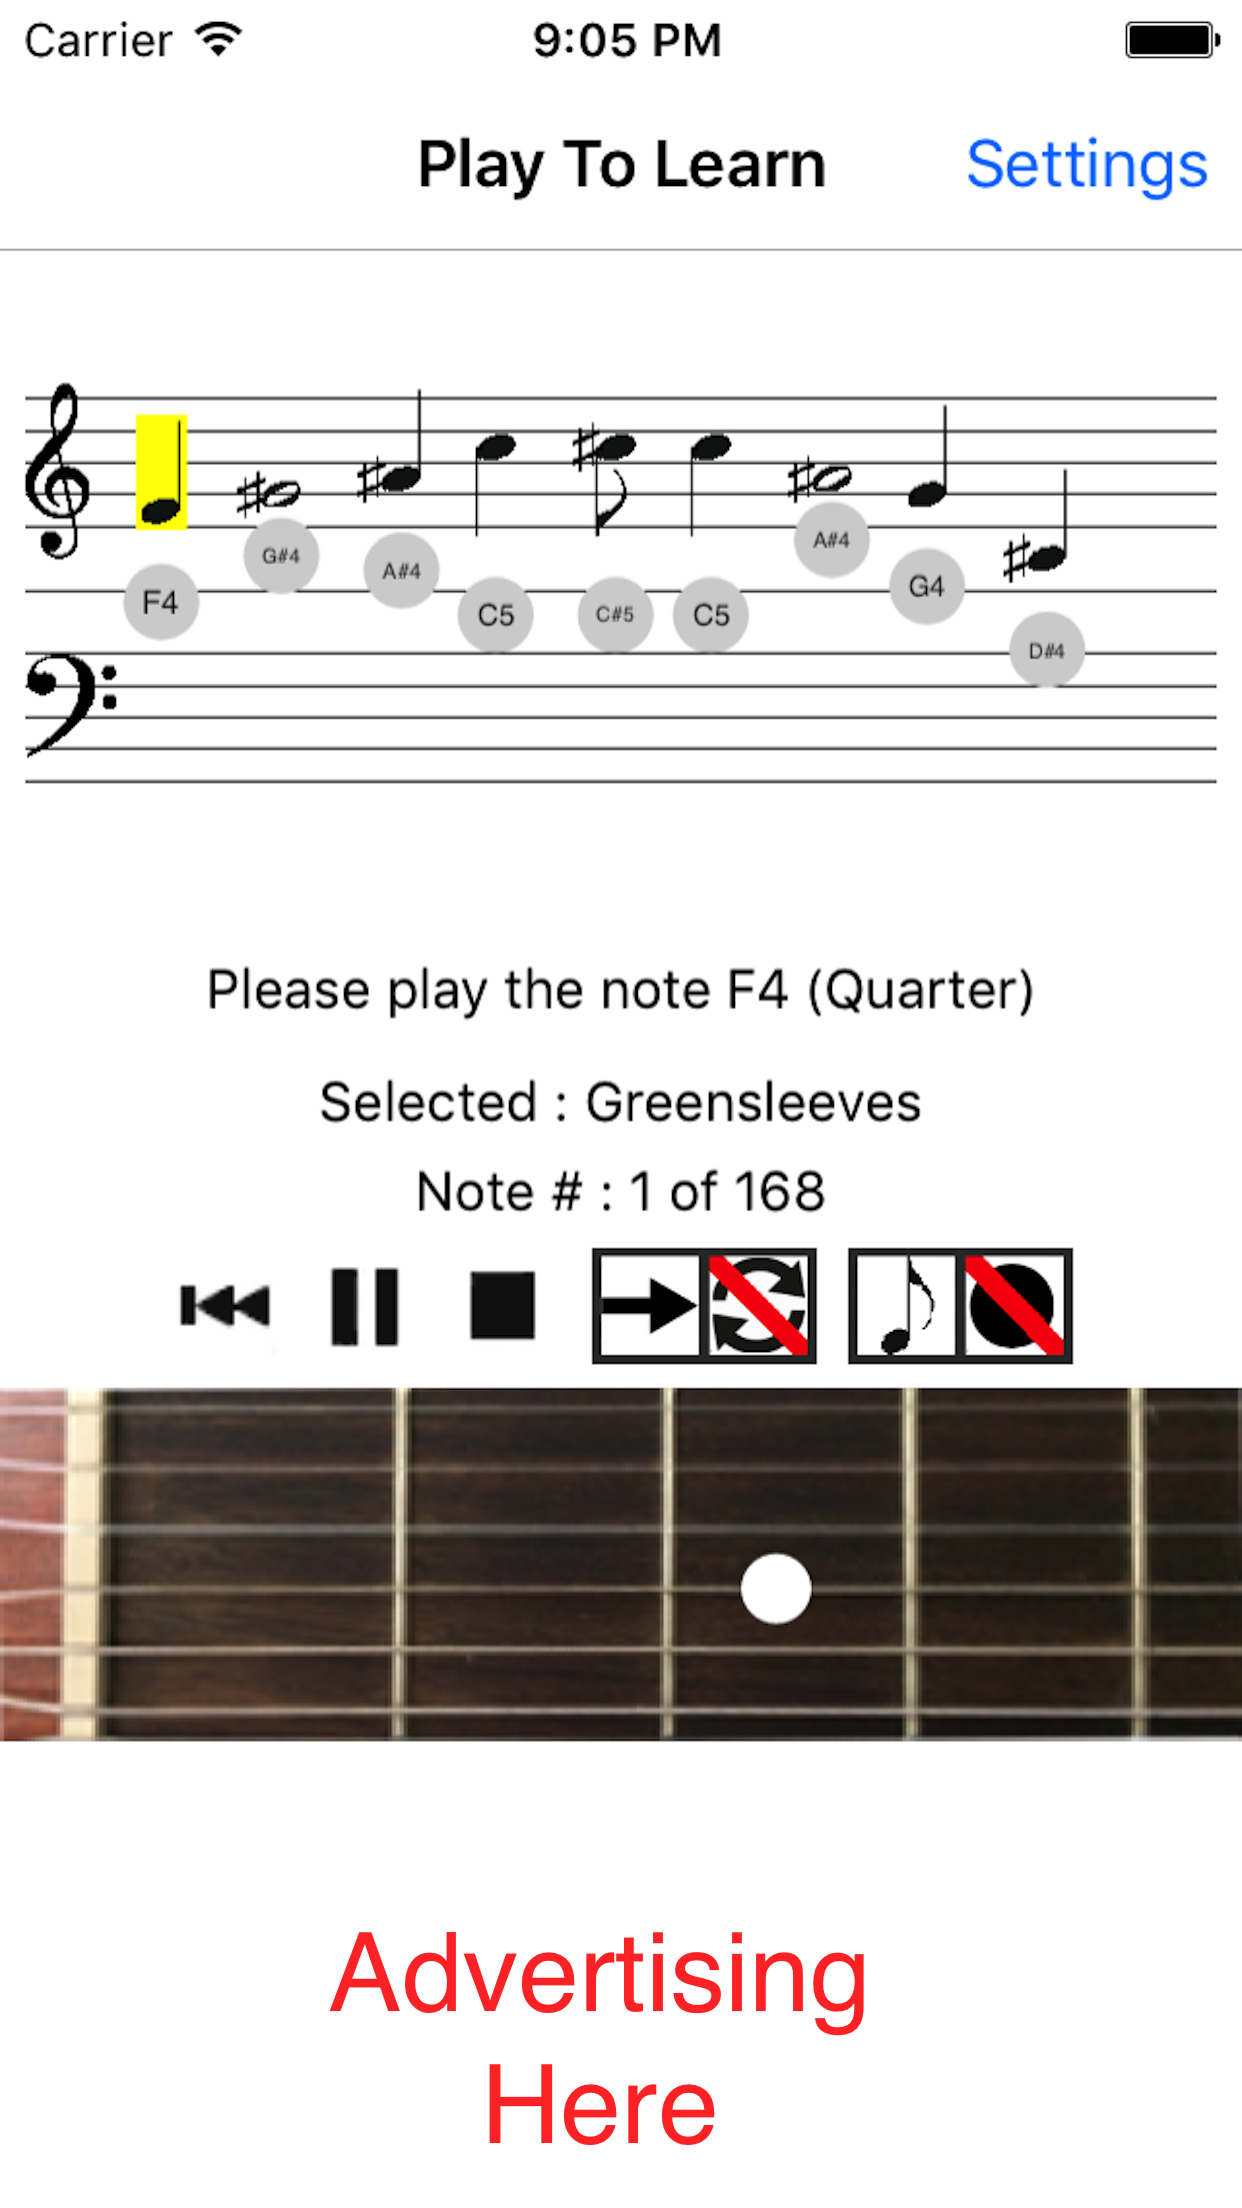 Carrier 9:05 PM
Play To Learn Settings
F4 G#4 A#4 C5 C#5 C5 A#4 G4 D#4
Please play the note F4 (Quarter)
Selected : Greensleeves
Note # : 1 of 168
Advertising
Here